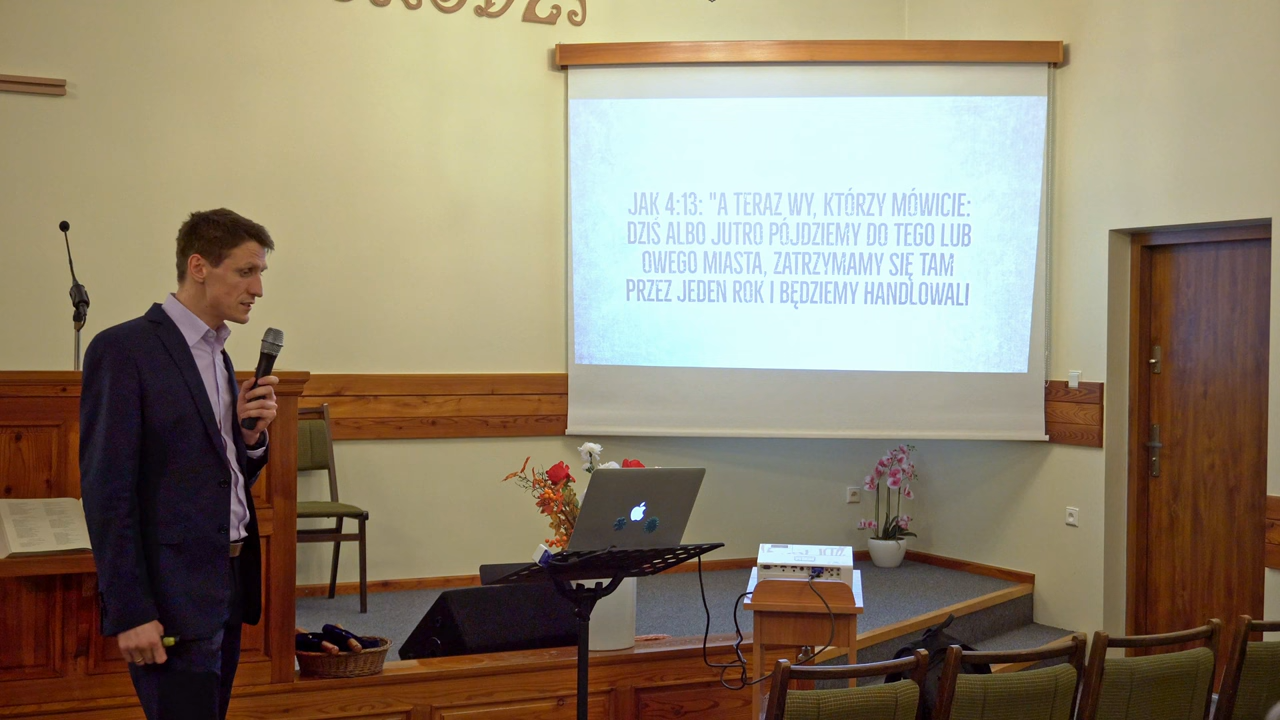 JAK 4:13: "A TERAZ WY, KTÓRZY MÓWICIE:
DZIŚ ALBO JUTRO PÓJDZIEMY DO TEGO LUB
OWEGO MIASTA, ZATRZYMAMY SIĘ TAM
PRZEZ JEDEN ROK I BĘDZIEMY HANDLOWALI